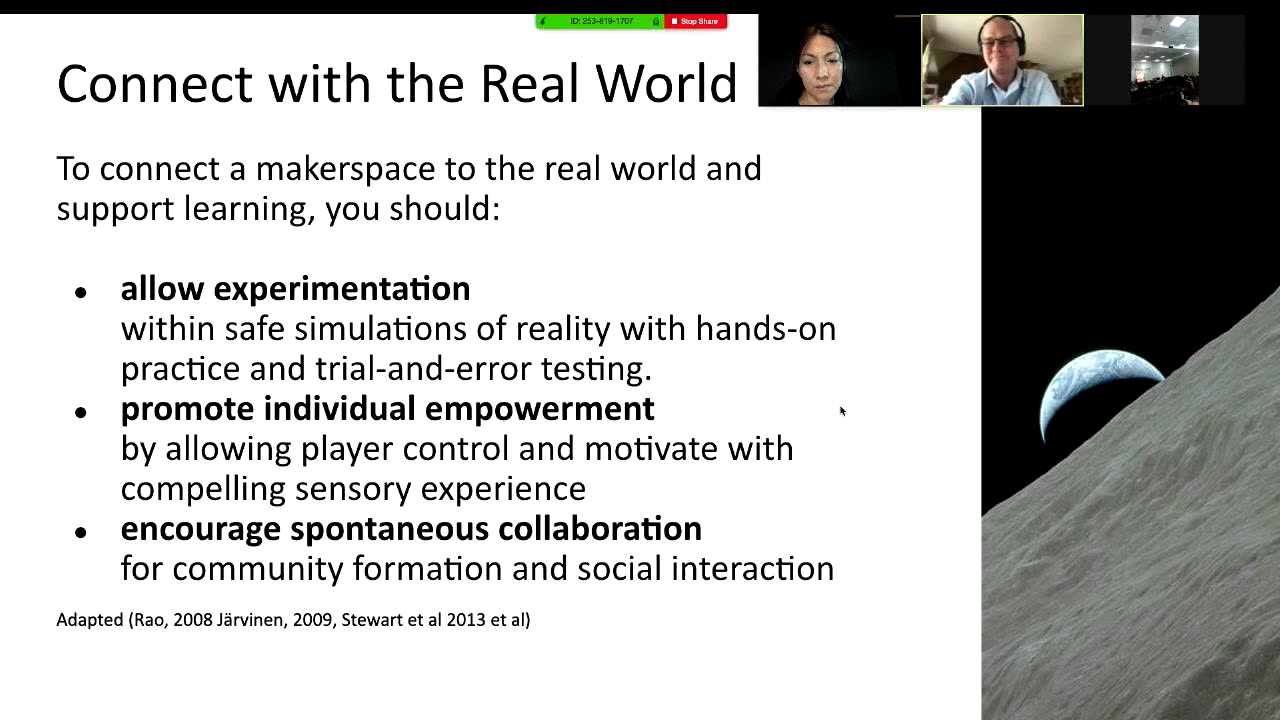 ID: 253-819-1707
Stop Share
Connect with the Real World
To connect a makerspace to the real world and
support learning, you should:
● allow experimentation
within safe simulations of reality with hands-on
practice and trial-and-error testing.
● promote individual empowerment
by allowing player control and motivate with
compelling sensory experience
● encourage spontaneous collaboration
for community formation and social interaction
Adapted (Rao, 2008 Järvinen, 2009, Stewart et al 2013 et al)